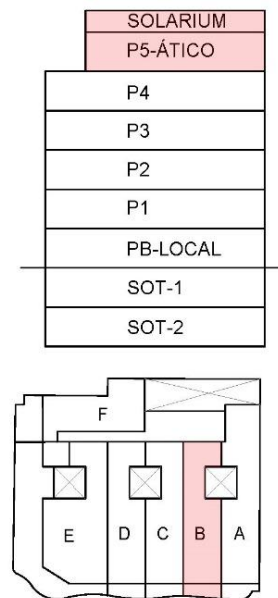 SOLARIUM
P5-ÁTICO
P4
P3
P2
P1
PB-LOCAL
SOT-1
SOT-2
F
E D C B A